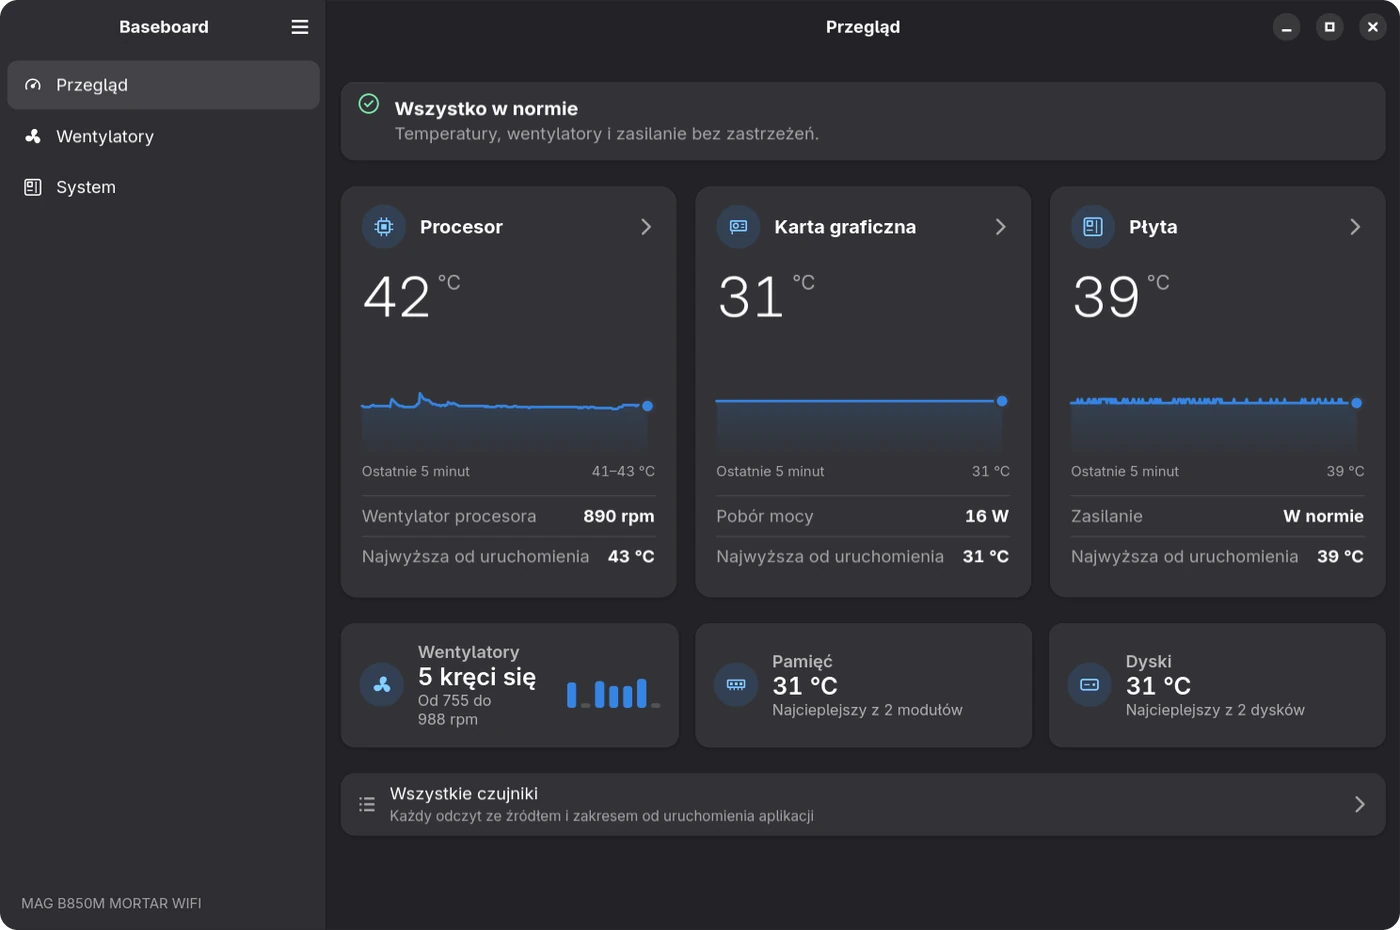 Baseboard
Przegląd
Wentylatory
System
MAG B850M MORTAR WIFI
Przegląd
Wszystko w normie
Temperatury, wentylatory i zasilanie bez zastrzeżeń.
Procesor
42 °C
Ostatnie 5 minut 41–43 °C
Wentylator procesora 890 rpm
Najwyższa od uruchomienia 43 °C
Karta graficzna
31 °C
Ostatnie 5 minut 31 °C
Pobór mocy 16 W
Najwyższa od uruchomienia 31 °C
Płyta
39 °C
Ostatnie 5 minut 39 °C
Zasilanie W normie
Najwyższa od uruchomienia 39 °C
Wentylatory
5 kręci się
Od 755 do
988 rpm
Pamięć
31 °C
Najcieplejszy z 2 modułów
Dyski
31 °C
Najcieplejszy z 2 dysków
Wszystkie czujniki
Każdy odczyt ze źródłem i zakresem od uruchomienia aplikacji